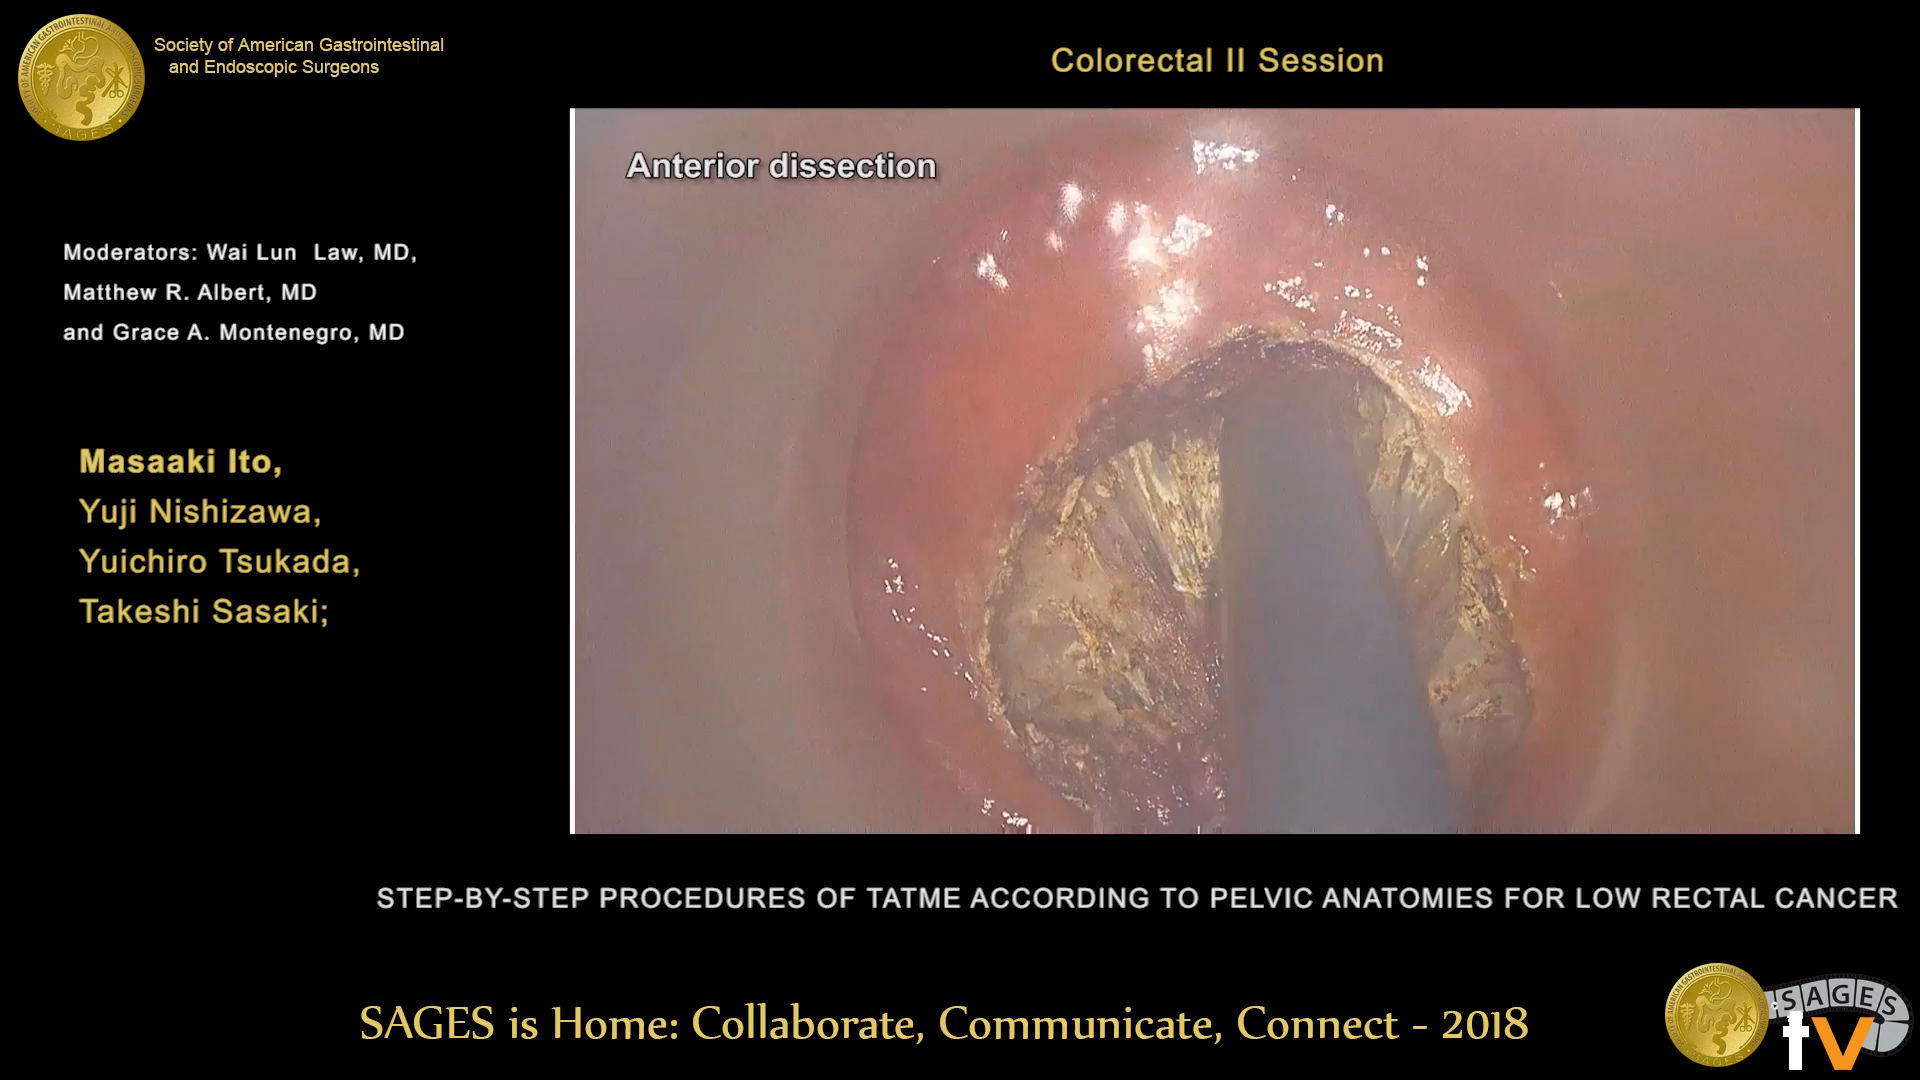 Society of American Gastrointestinal
and Endoscopic Surgeons
Colorectal II Session
Anterior dissection
Moderators: Wai Lun Law, MD,
Matthew R. Albert, MD
and Grace A. Montenegro, MD
Masaaki Ito,
Yuji Nishizawa,
Yuichiro Tsukada,
Takeshi Sasaki;
STEP-BY-STEP PROCEDURES OF TATME ACCORDING TO PELVIC ANATOMIES FOR LOW RECTAL CANCER
SAGES is Home: Collaborate, Communicate, Connect - 2018
SAGES
tv